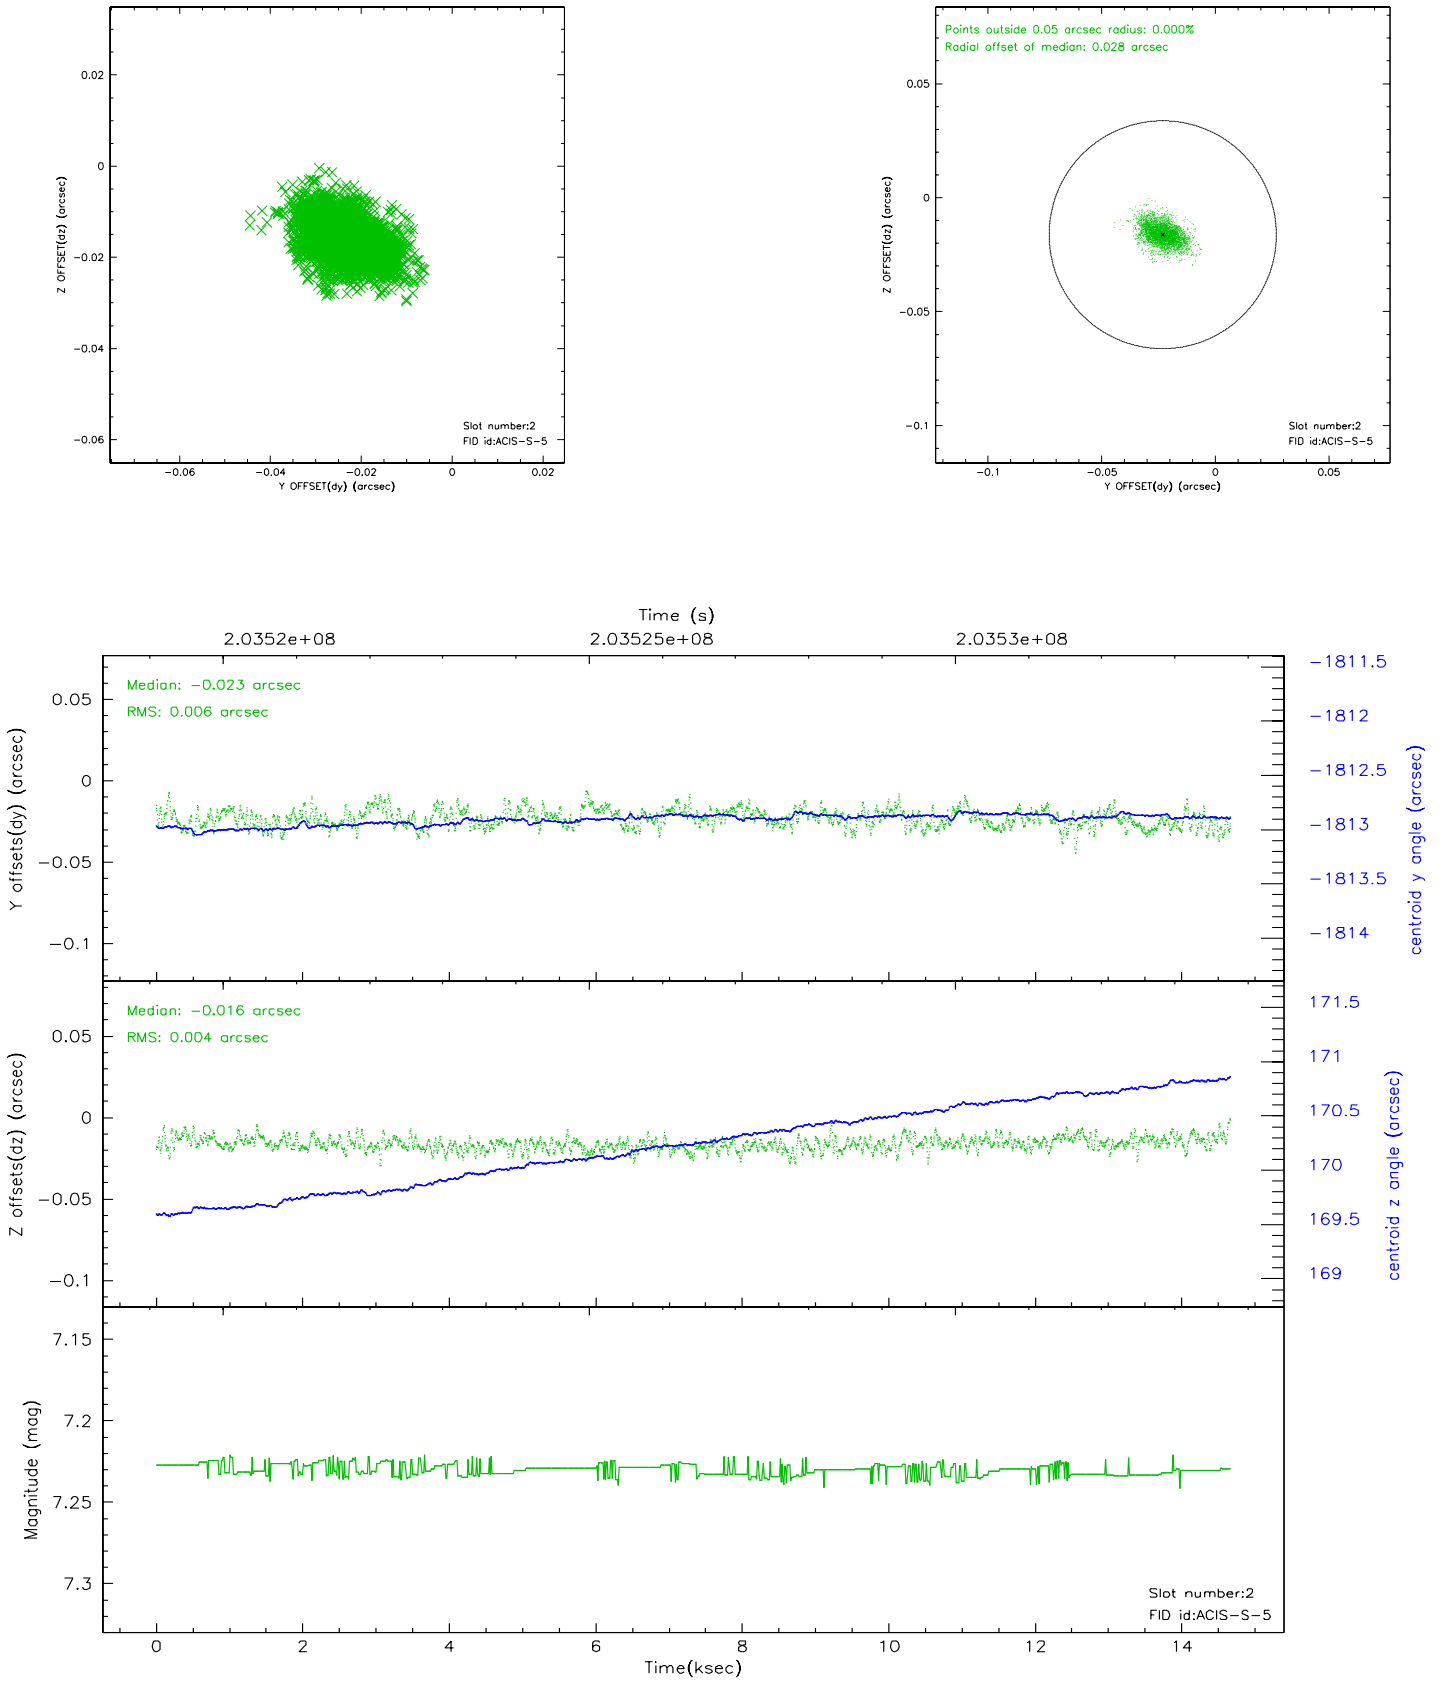 0.02
0
-0.02
-0.04
-0.06
Z OFFSET(dz) (arcsec)
-0.06
-0.04
-0.02
0
0.02
Y OFFSET(dy) (arcsec)
Slot number:2
FID id:ACIS-S-5
Points outside 0.05 arcsec radius: 0.000%
Radial offset of median: 0.028 arcsec
0.05
0
-0.05
-0.1
Z OFFSET(dz) (arcsec)
-0.1
-0.05
0
0.05
Y OFFSET(dy) (arcsec)
Slot number:2
FID id:ACIS-S-5
Time (s)
2.0352e+08
2.03525e+08
2.0353e+08
Median: -0.023 arcsec
RMS: 0.006 arcsec
0.05
0
-0.05
-0.1
Y offsets(dy) (arcsec)
-1811.5
-1812
-1812.5
-1813
-1813.5
-1814
centroid y angle (arcsec)
Median: -0.016 arcsec
RMS: 0.004 arcsec
0.05
0
-0.05
-0.1
Z offsets(dz) (arcsec)
171.5
171
170.5
170
169.5
169
centroid z angle (arcsec)
7.15
7.2
7.25
7.3
Magnitude (mag)
Slot number:2
FID id:ACIS-S-5
0
2
4
6
8
10
12
14
Time(ksec)